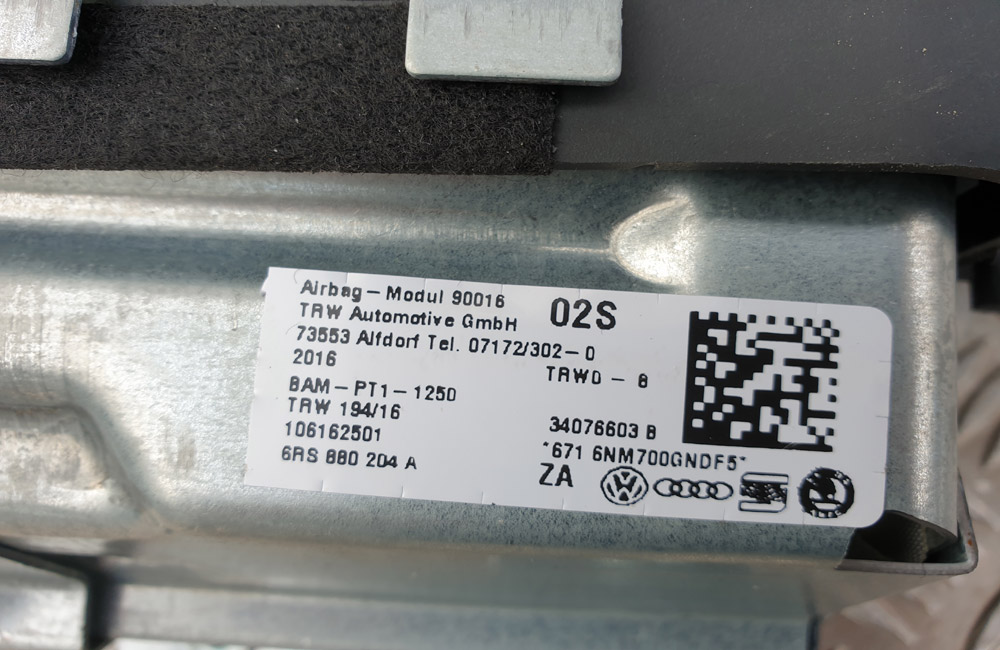 Airbag - Modul 90016
TRW Automotive GmbH
02S
73553 Alfdorf Tel. 07172/302-0
2016
TRW0 - 8
BAM-PT1-1250
TRW 194/16
34076603 B
106162501
*671 6NM700GNDF5*
6RS 880 204 A
ZA